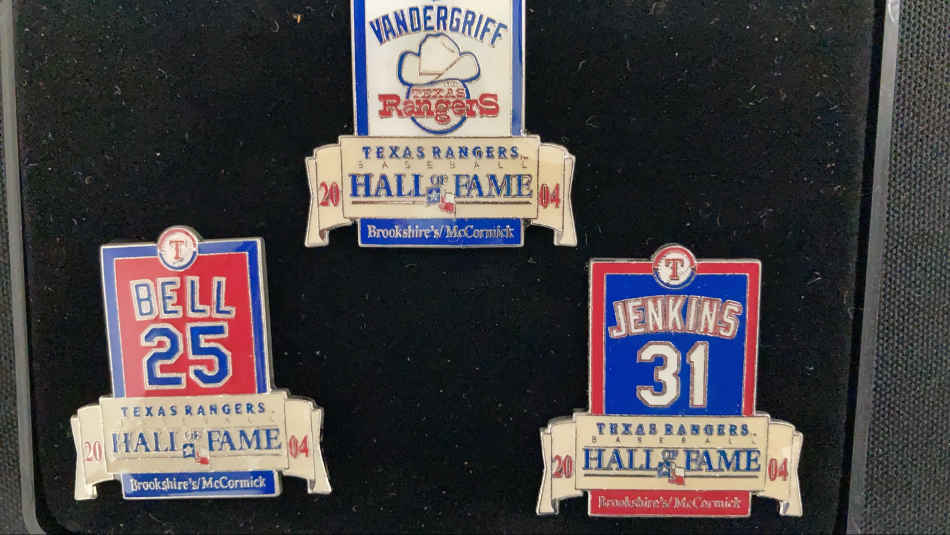 VANDERGRIFF
TEXAS
Rangers
TEXAS RANGERS
BASEBALL
20 HALL OF FAME 04
Brookshire's/McCormick
T
BELL
25
TEXAS RANGERS
20 HALL OF FAME 04
Brookshire's/McCormick
T
JENKINS
31
TEXAS RANGERS
BASEBALL
20 HALL OF FAME 04
Brookshire's/McCormick